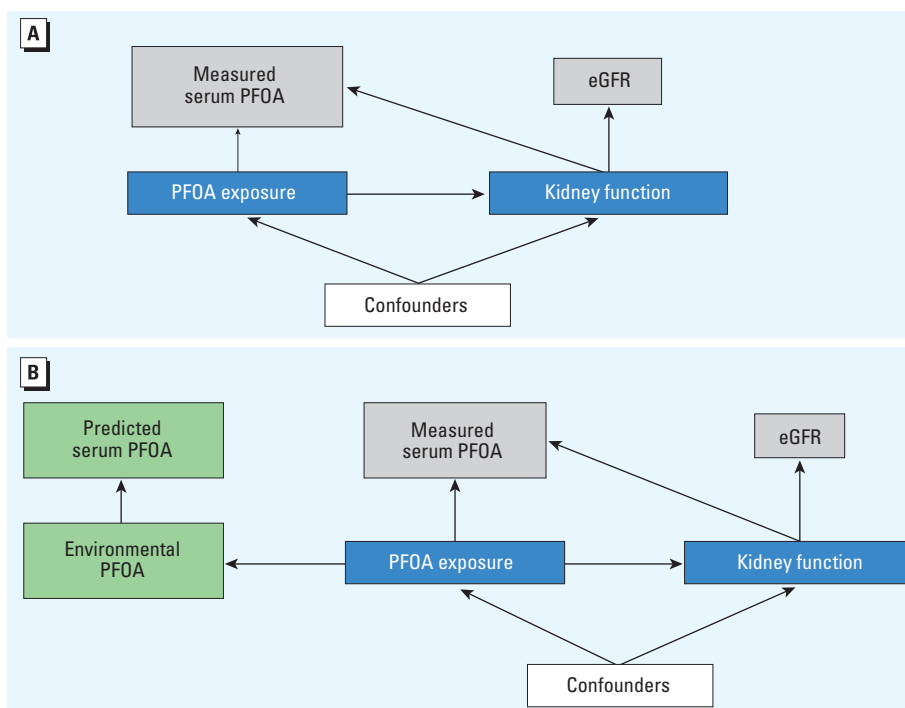 A
Measured
serum PFOA
eGFR
PFOA exposure
Kidney function
Confounders
B
Predicted
serum PFOA
Measured
serum PFOA
eGFR
Environmental
PFOA
PFOA exposure
Kidney function
Confounders